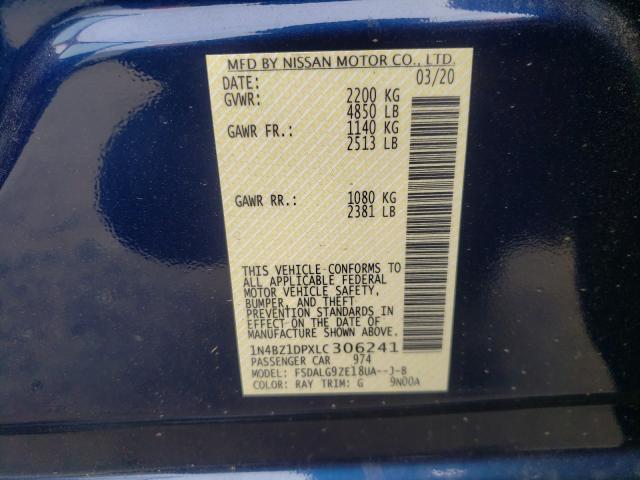 MFD BY NISSAN MOTOR CO., LTD.
DATE: 03/20
GVWR: 2200 KG
4850 LB
GAWR FR.: 1140 KG
2513 LB
GAWR RR.: 1080 KG
2381 LB
THIS VEHICLE CONFORMS TO
ALL APPLICABLE FEDERAL
MOTOR VEHICLE SAFETY,
BUMPER, AND THEFT
PREVENTION STANDARDS IN
EFFECT ON THE DATE OF
MANUFACTURE SHOWN ABOVE.
1N4BZ1DPXLC306241
PASSENGER CAR 974
MODEL: FSDALG9ZE18UA--J-B
COLOR: RAY TRIM: G 9N00A